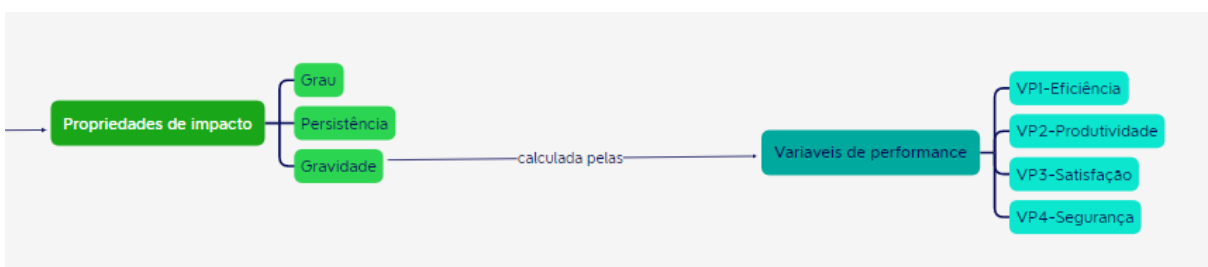 Propriedades de impacto
Grau
Persistência
Gravidade
calculada pelas
Variaveis de performance
VP1-Eficiência
VP2-Produtividade
VP3-Satisfação
VP4-Segurança